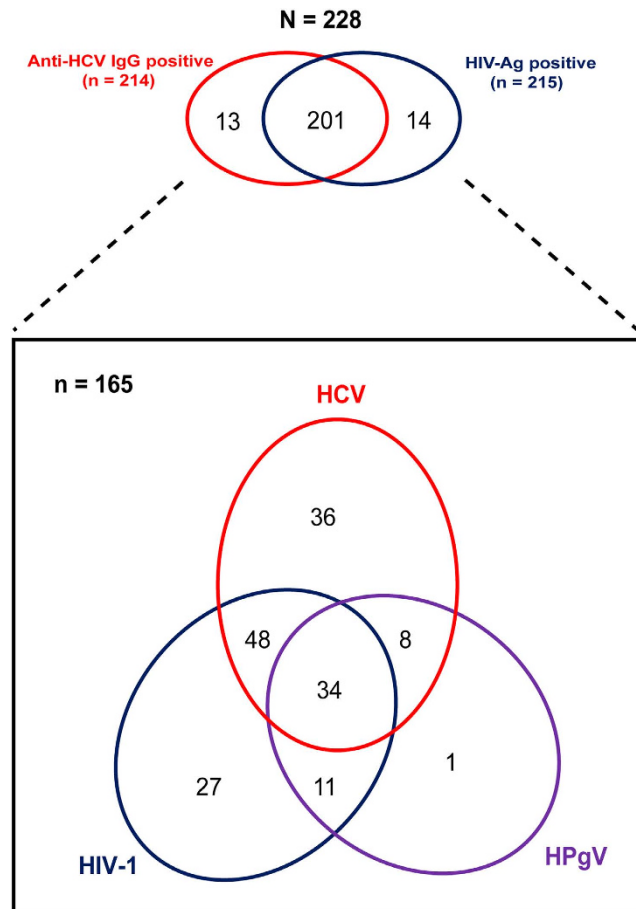 N = 228
Anti-HCV IgG positive
(n = 214)
HIV-Ag positive
(n = 215)
13
201
14
n = 165
HCV
36
48
8
34
27
11
1
HIV-1
HPgV